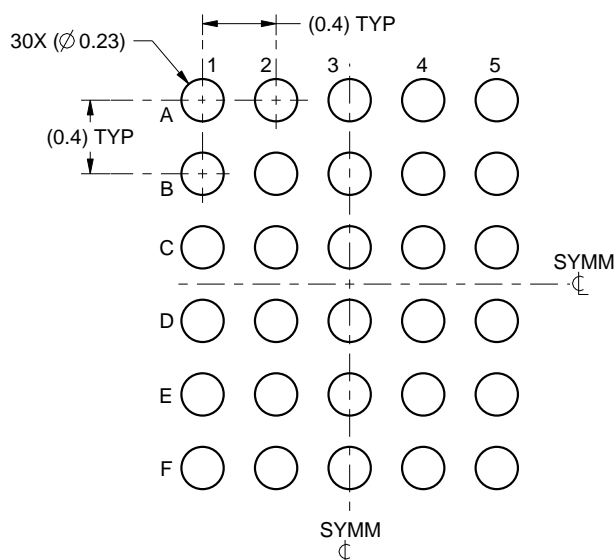 (0.4) TYP
30X (∅ 0.23)
1 2 3 4 5
A
(0.4) TYP
B
C
SYMM
℄
D
E
F
SYMM
℄